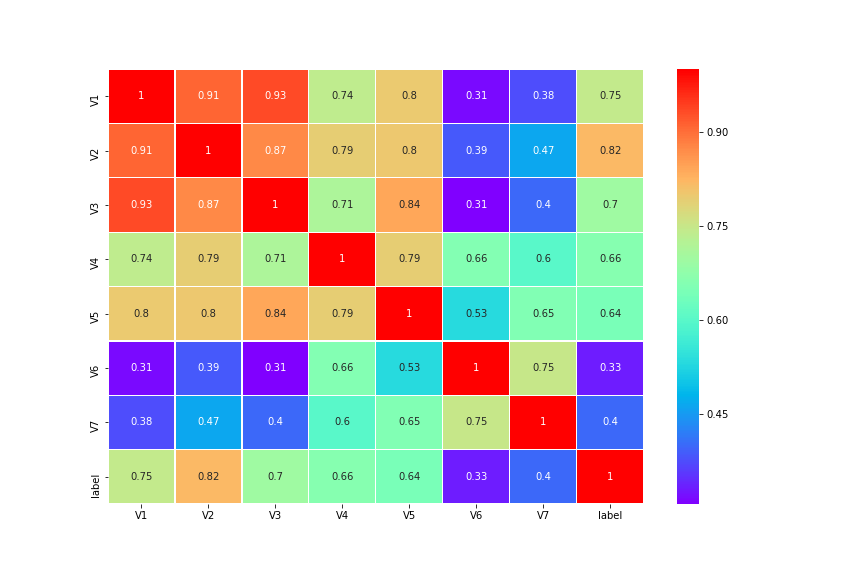 V1 1 0.91 0.93 0.74 0.8 0.31 0.38 0.75
V2 0.91 1 0.87 0.79 0.8 0.39 0.47 0.82
V3 0.93 0.87 1 0.71 0.84 0.31 0.4 0.7
V4 0.74 0.79 0.71 1 0.79 0.66 0.6 0.66
V5 0.8 0.8 0.84 0.79 1 0.53 0.65 0.64
V6 0.31 0.39 0.31 0.66 0.53 1 0.75 0.33
V7 0.38 0.47 0.4 0.6 0.65 0.75 1 0.4
label 0.75 0.82 0.7 0.66 0.64 0.33 0.4 1
V1 V2 V3 V4 V5 V6 V7 label
0.90
0.75
0.60
0.45